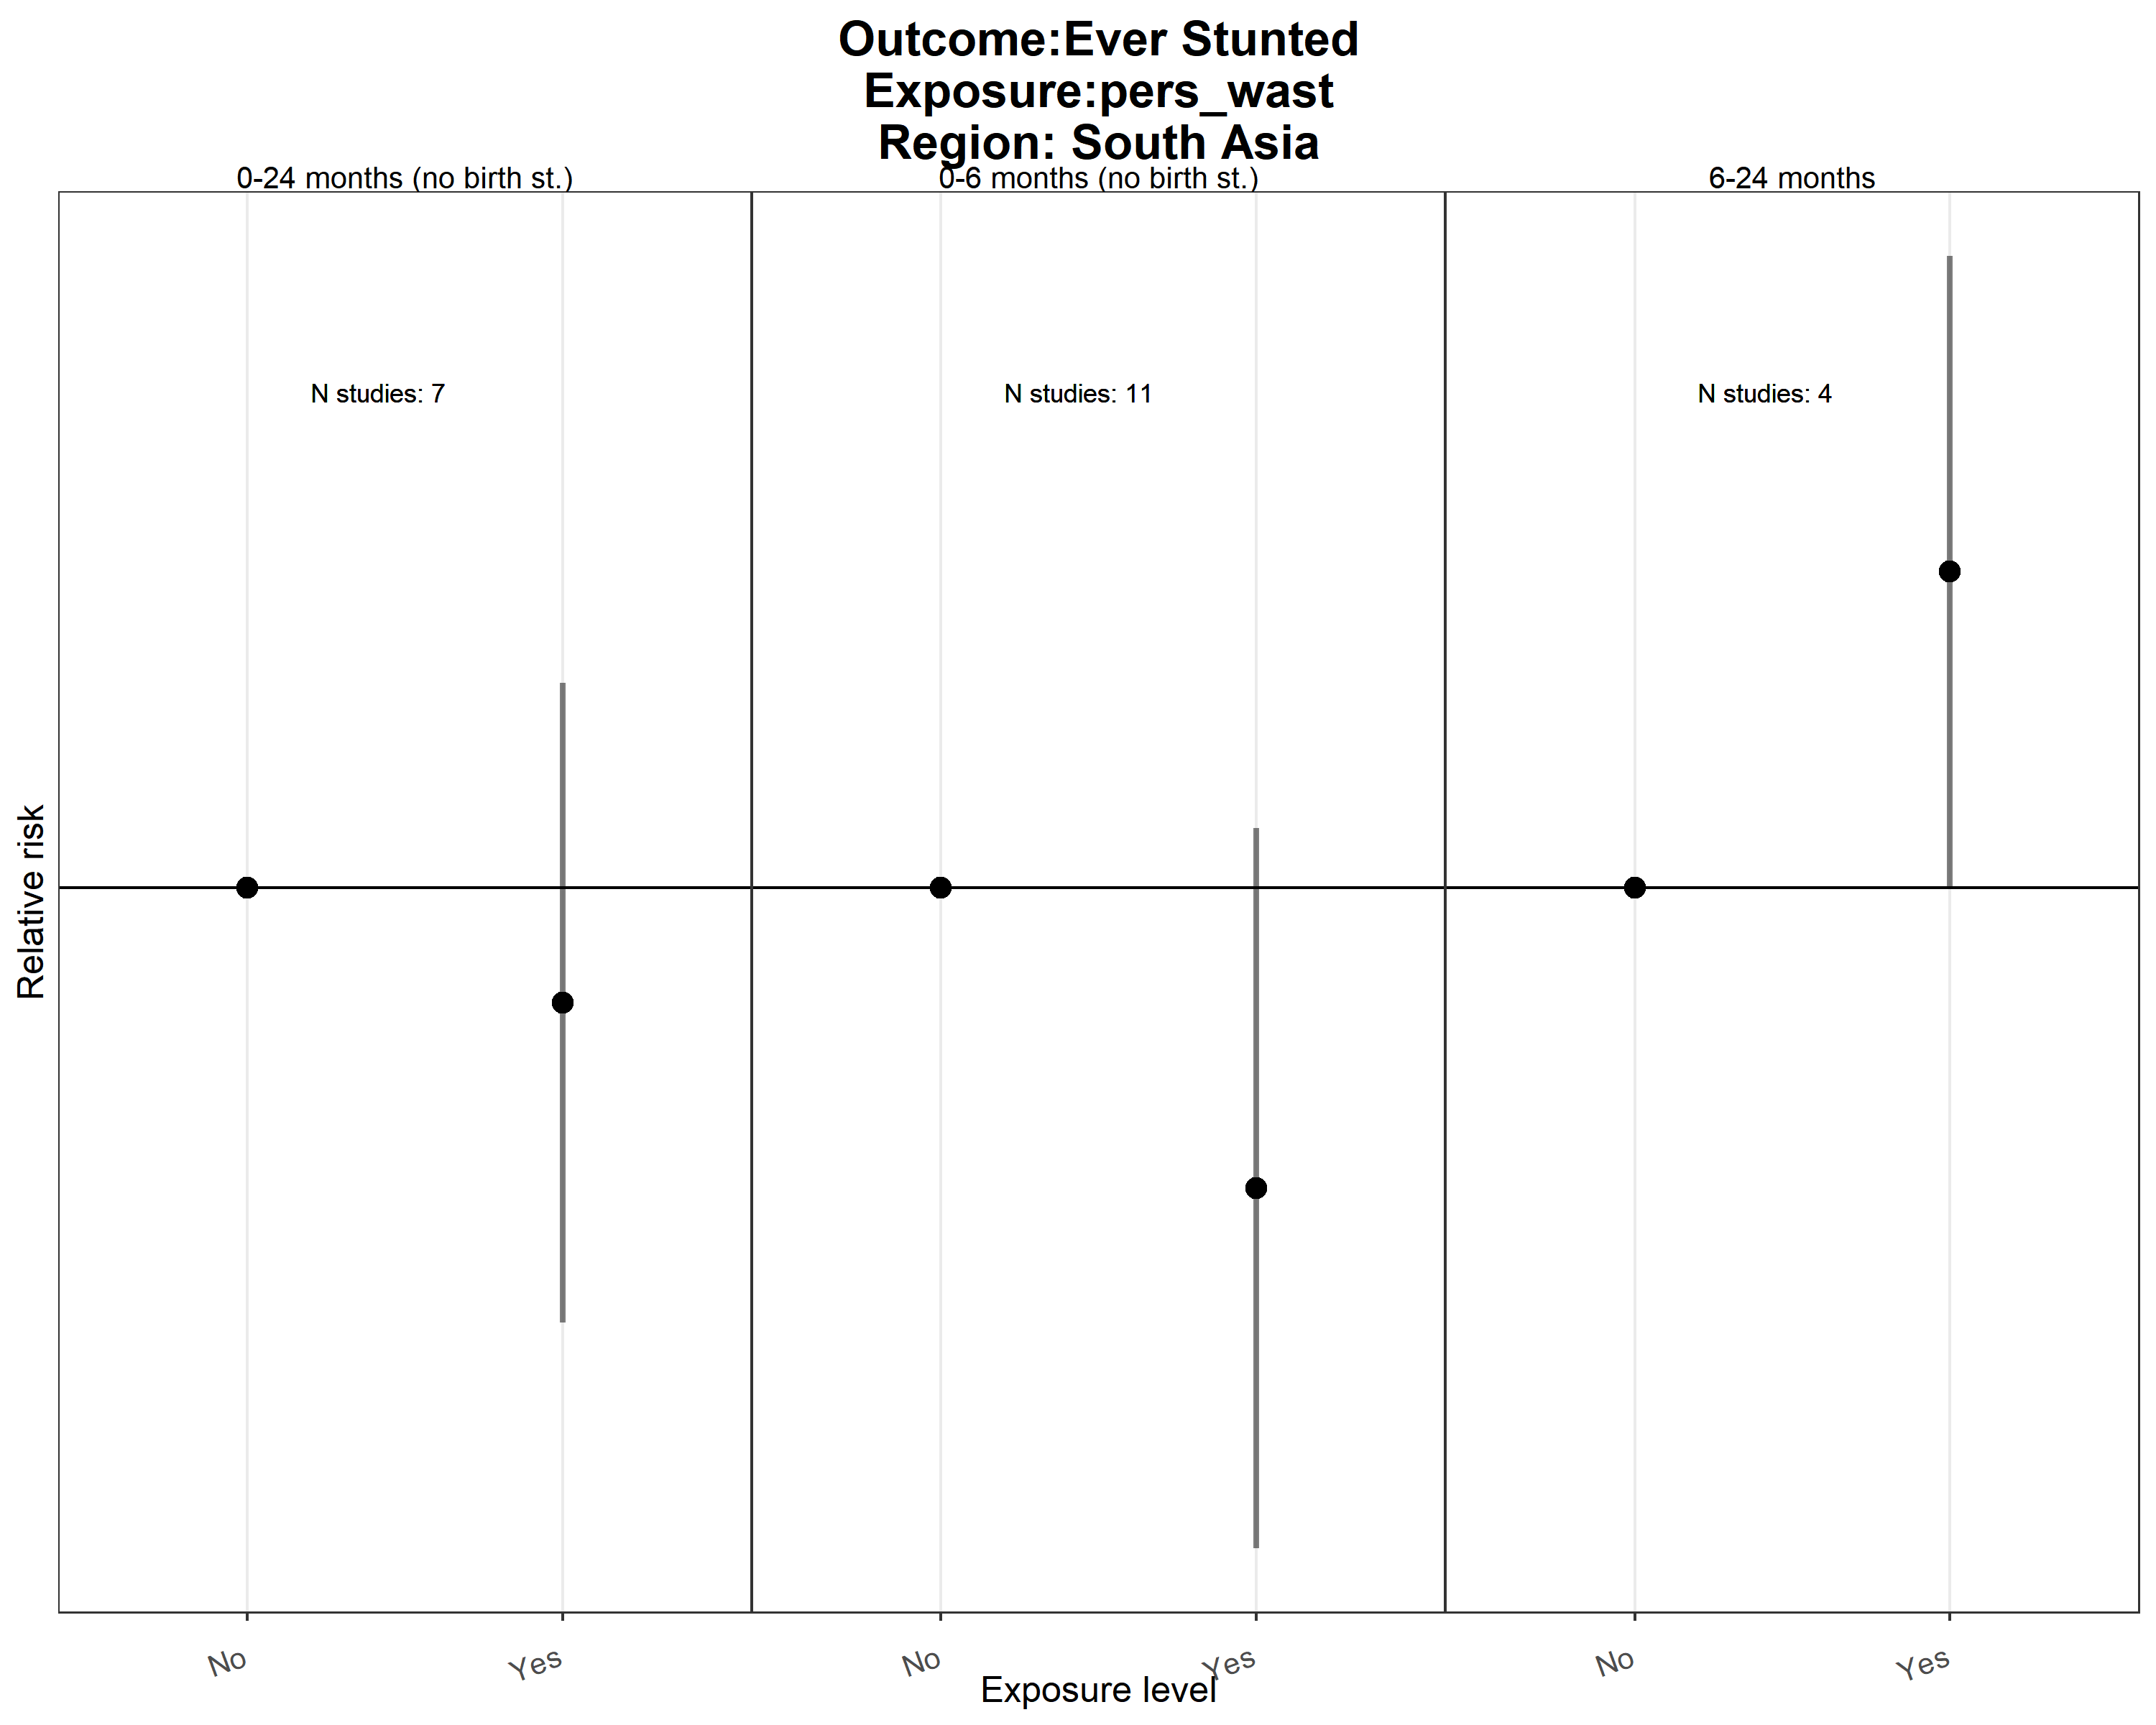 Outcome:Ever Stunted
Exposure:pers_wast
Region: South Asia
0-24 months (no birth st.)
0-6 months (no birth st.)
6-24 months
N studies: 7
N studies: 11
N studies: 4
Relative risk
No
Yes
No
Yes
No
Yes
Exposure level